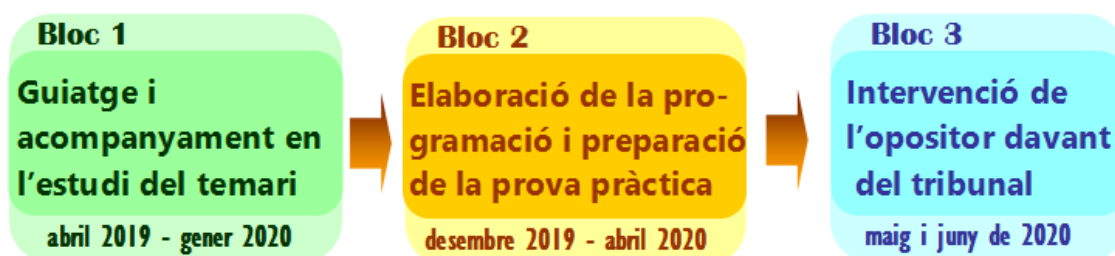 Bloc 1
Guiatge i
acompanyament en
l'estudi del temari
abril 2019 - gener 2020
Bloc 2
Elaboració de la pro-
gramació i preparació
de la prova pràctica
desembre 2019 - abril 2020
Bloc 3
Intervenció de
l'opositor davant
del tribunal
maig i juny de 2020